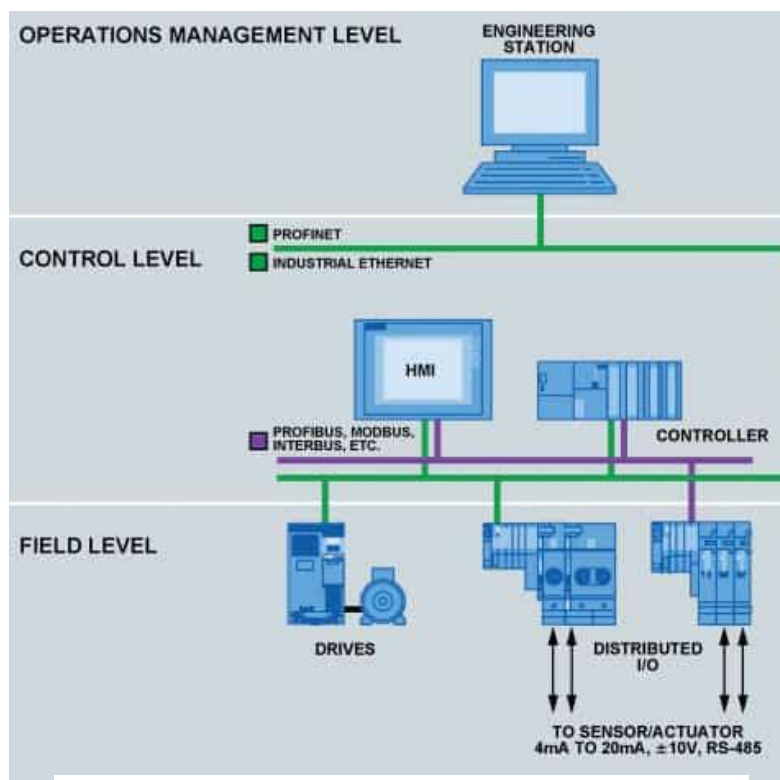 OPERATIONS MANAGEMENT LEVEL
ENGINEERING
STATION
PROFINET
CONTROL LEVEL
INDUSTRIAL ETHERNET
HMI
PROFIBUS, MODBUS,
INTERBUS, ETC.
CONTROLLER
FIELD LEVEL
DRIVES
DISTRIBUTED
I/O
TO SENSOR/ACTUATOR
4mA TO 20mA, ±10V, RS-485